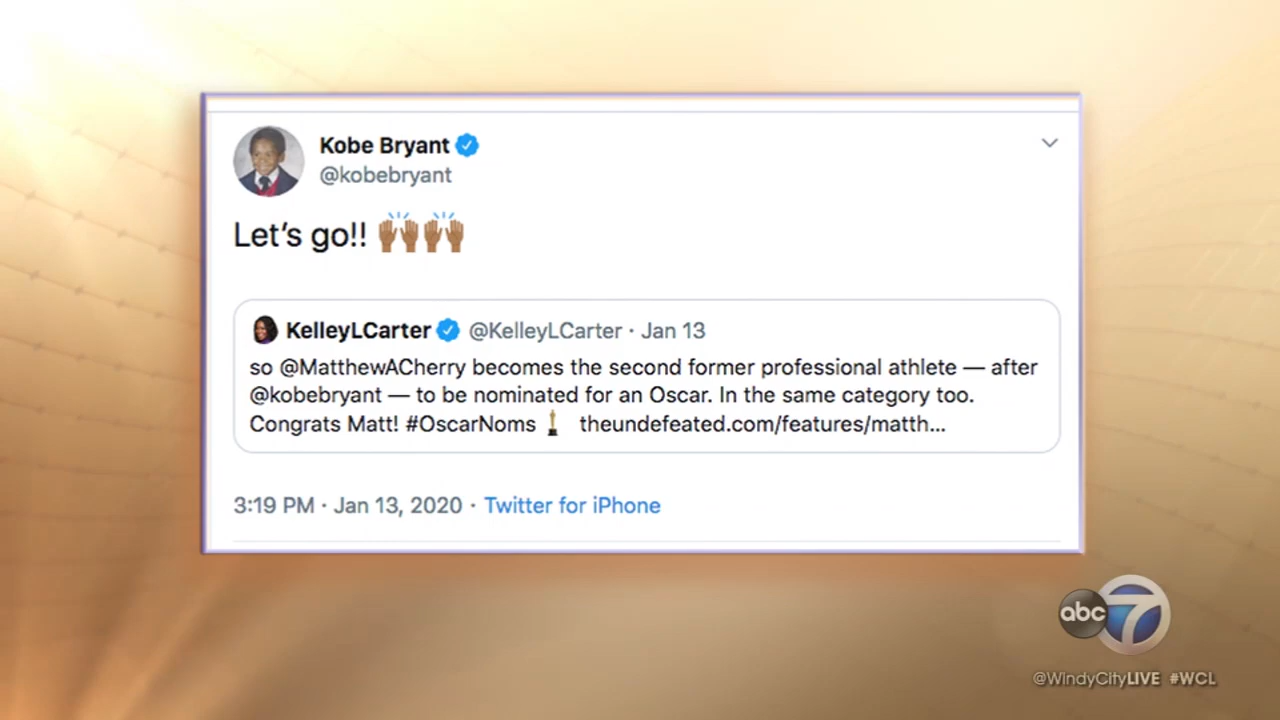 Kobe Bryant
@kobebryant
Let's go!! 🙌🏾🙌🏾
KelleyLCarter @KelleyLCarter · Jan 13
so @MatthewACherry becomes the second former professional athlete — after
@kobebryant — to be nominated for an Oscar. In the same category too.
Congrats Matt! #OscarNoms theundefeated.com/features/matth...
3:19 PM · Jan 13, 2020 · Twitter for iPhone
abc 7
@WindyCityLIVE #WCL